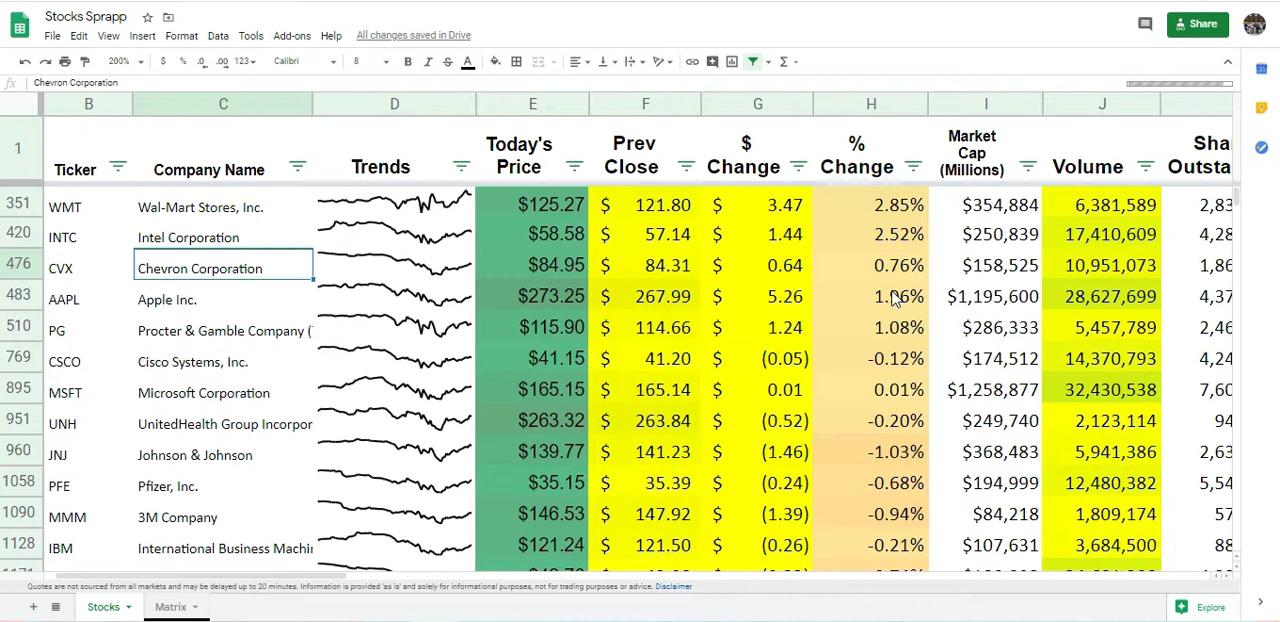 Stocks Sprapp
File Edit View Insert Format Data Tools Add-ons Help All changes saved in Drive
Share
200% $ % .0 .00 123 Calibri 8 B I S A
fx Chevron Corporation
B C D E F G H I J
1 Ticker Company Name Trends Today's Price Prev Close $ Change % Change Market Cap (Millions) Volume Sha Outsta
351 WMT Wal-Mart Stores, Inc. $125.27 $ 121.80 $ 3.47 2.85% $354,884 6,381,589 2,83
420 INTC Intel Corporation $58.58 $ 57.14 $ 1.44 2.52% $250,839 17,410,609 4,28
476 CVX Chevron Corporation $84.95 $ 84.31 $ 0.64 0.76% $158,525 10,951,073 1,86
483 AAPL Apple Inc. $273.25 $ 267.99 $ 5.26 $1,195,600 28,627,699 4,37
510 PG Procter & Gamble Company ( $115.90 $ 114.66 $ 1.24 1.08% $286,333 5,457,789 2,46
769 CSCO Cisco Systems, Inc. $41.15 $ 41.20 $ (0.05) -0.12% $174,512 14,370,793 4,24
895 MSFT Microsoft Corporation $165.15 $ 165.14 $ 0.01 0.01% $1,258,877 32,430,538 7,60
951 UNH UnitedHealth Group Incorpor $263.32 $ 263.84 $ (0.52) -0.20% $249,740 2,123,114 94
960 JNJ Johnson & Johnson $139.77 $ 141.23 $ (1.46) -1.03% $368,483 5,941,386 2,63
1058 PFE Pfizer, Inc. $35.15 $ 35.39 $ (0.24) -0.68% $194,999 12,480,382 5,54
1090 MMM 3M Company $146.53 $ 147.92 $ (1.39) -0.94% $84,218 1,809,174 57
1128 IBM International Business Machin $121.24 $ 121.50 $ (0.26) -0.21% $107,631 3,684,500 88
Quotes are not sourced from all markets and may be delayed up to 20 minutes. Information is provided 'as is' and solely for informational purposes, not for trading purposes or advice. Disclaimer
+ Stocks Matrix Explore